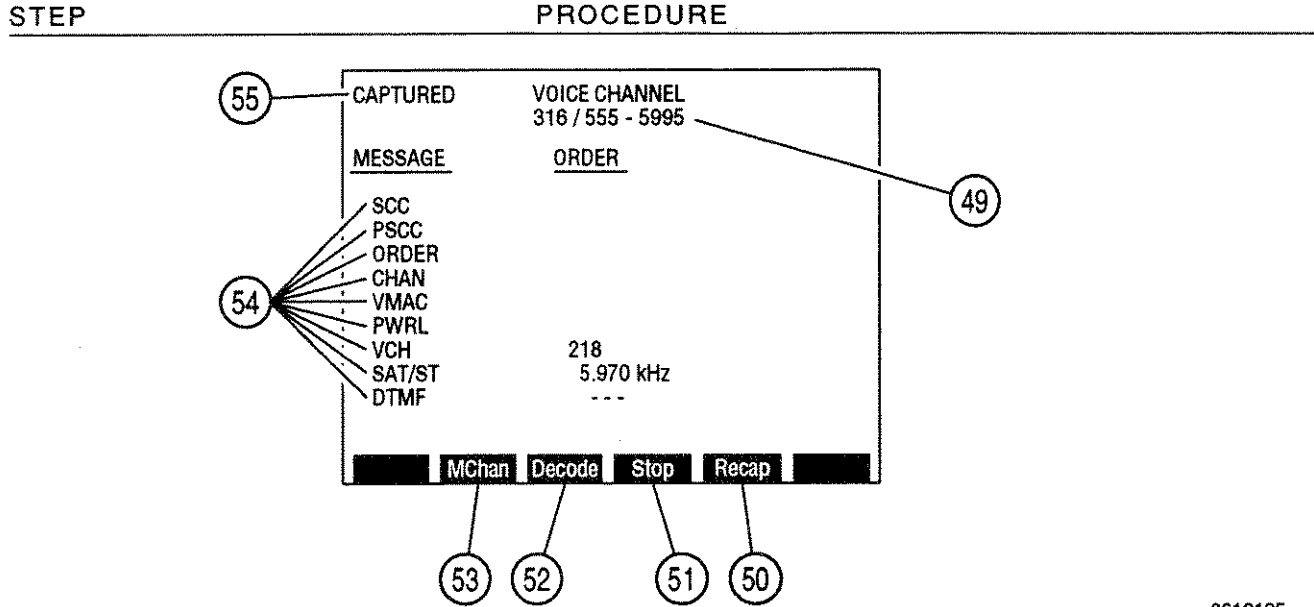 STEP PROCEDURE
55 CAPTURED VOICE CHANNEL
316 / 555 - 5995 49
MESSAGE ORDER
SCC
PSCC
ORDER
CHAN
54 VMAC
PWRL
VCH 218
SAT/ST 5.970 kHz
DTMF - - -
MChan Decode Stop Recap
53 52 51 50